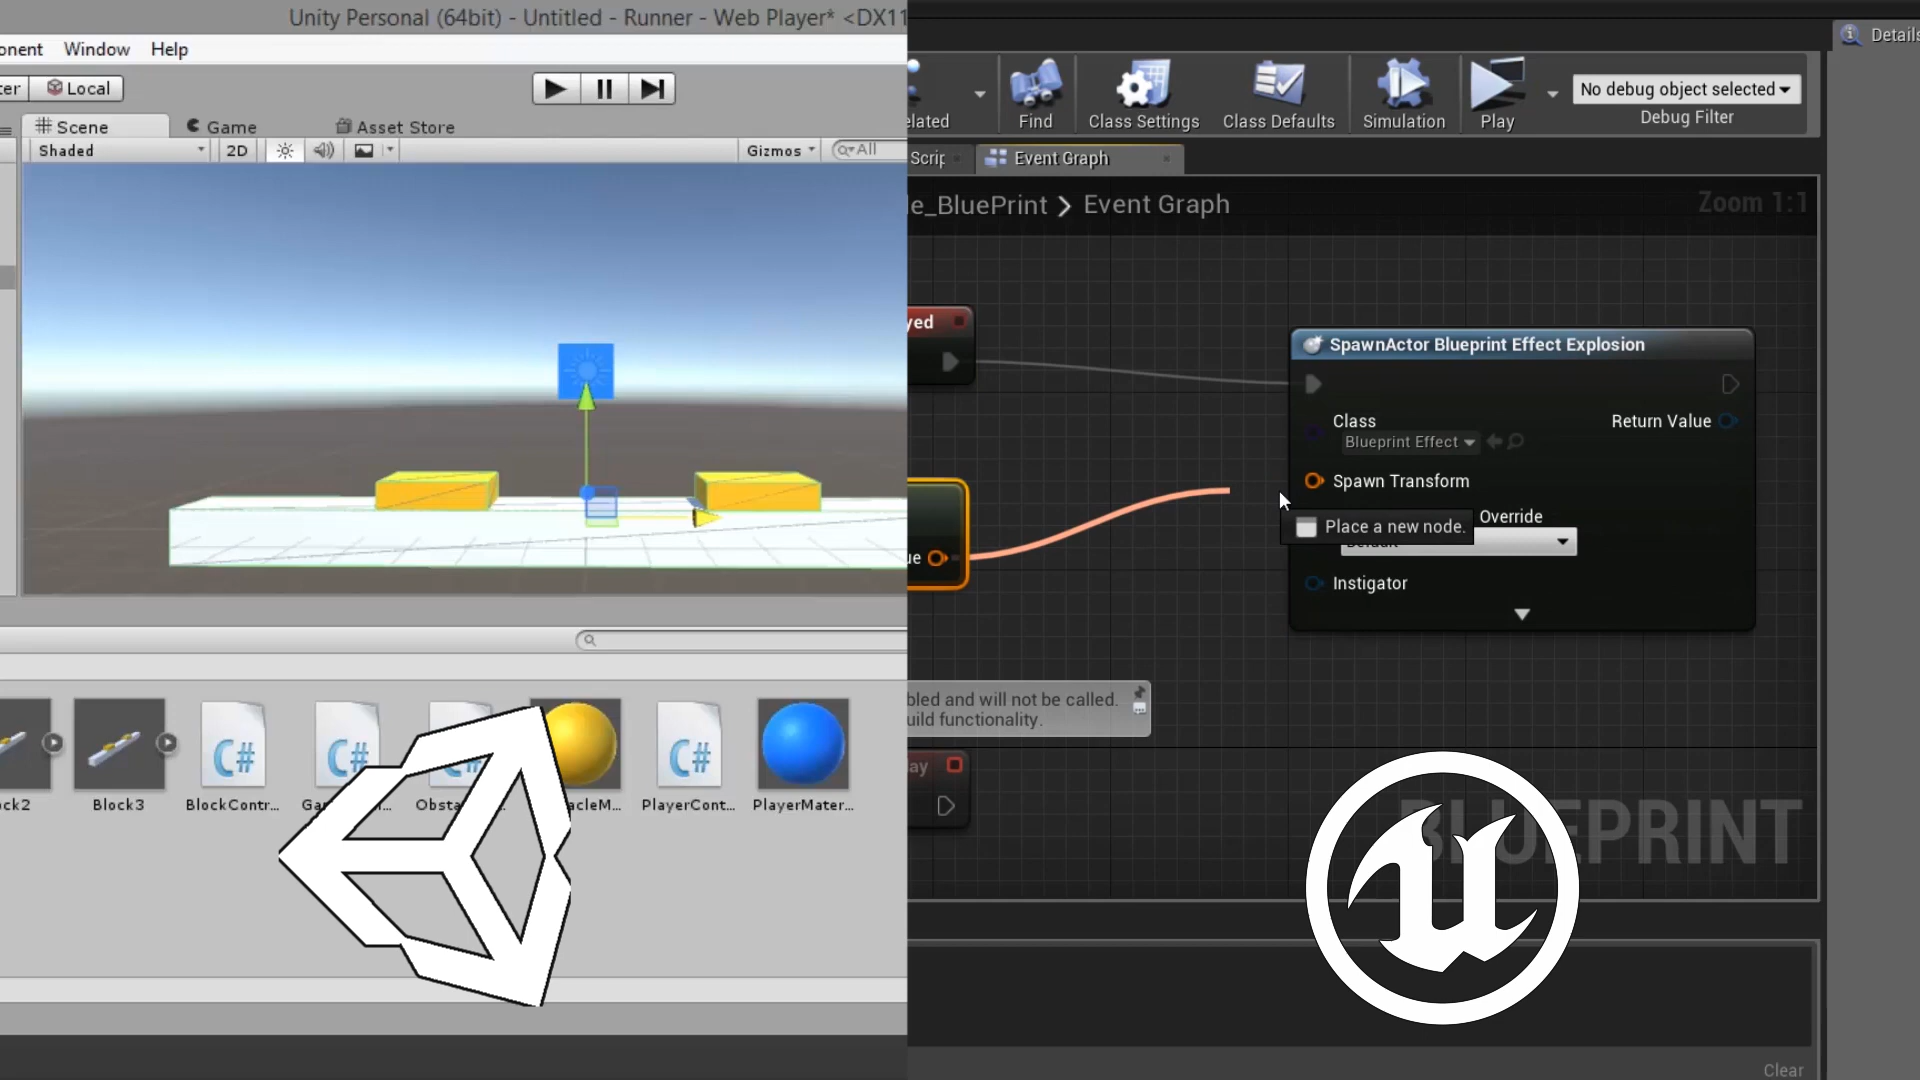 Unity Personal (64bit) - Untitled - Runner - Web Player* <DX11
onent Window Help
ter Local
Scene Game Asset Store
Shaded 2D Gizmos All
ck2 Block3 BlockContr... Ga ... Obst cleM... PlayerCont... PlayerMater...
C# C# C# C#
Details
elated Find Class Settings Class Defaults Simulation Play
No debug object selected
Debug Filter
Scrip Event Graph
le_BluePrint > Event Graph
Zoom 1:1
yed
SpawnActor Blueprint Effect Explosion
Class
Blueprint Effect
Return Value
Spawn Transform
Override
Place a new node.
Default
ue
Instigator
bled and will not be called.
uild functionality.
lay
BLUEPRINT
Clear